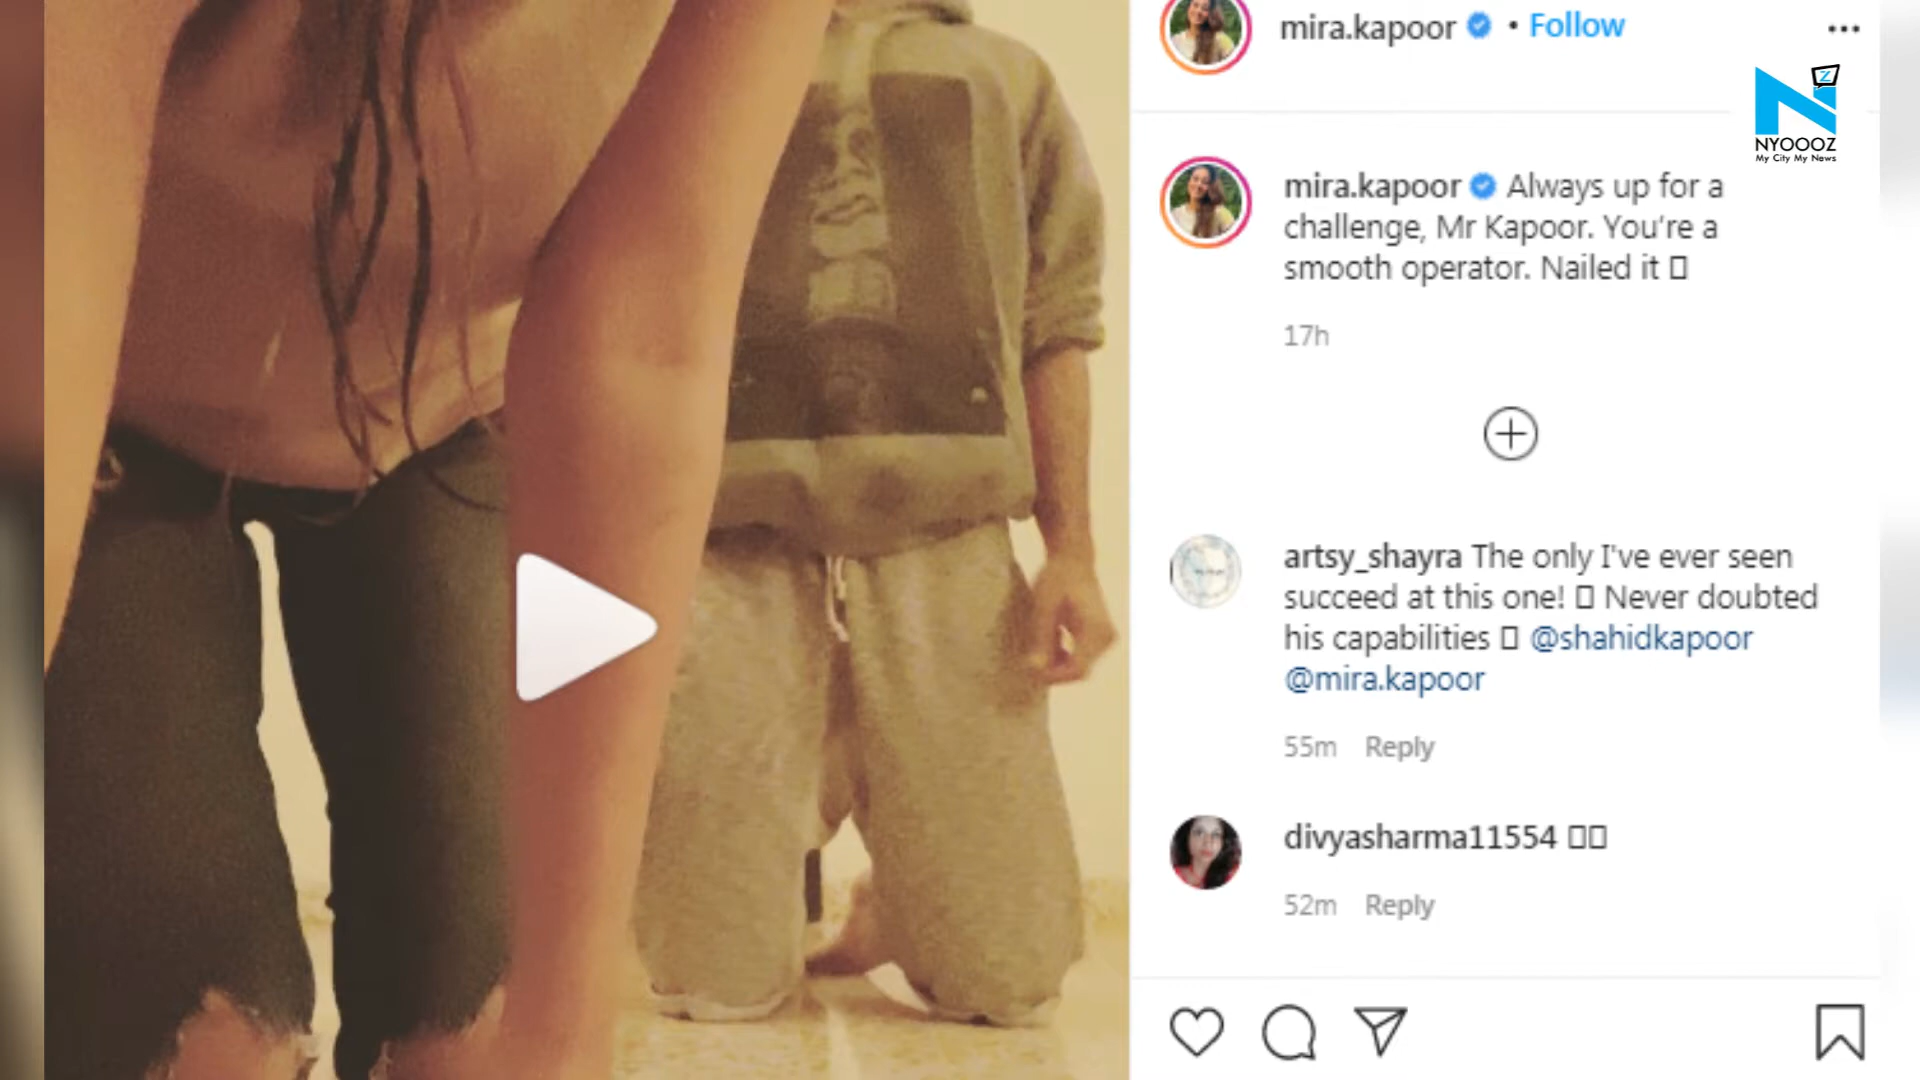 mira.kapoor • Follow
Z
NYOOOZ
My City My News
mira.kapoor Always up for a
challenge, Mr Kapoor. You're a
smooth operator. Nailed it
17h
artsy_shayra The only I've ever seen
succeed at this one! Never doubted
his capabilities @shahidkapoor
@mira.kapoor
55m Reply
divyasharma11554
52m Reply